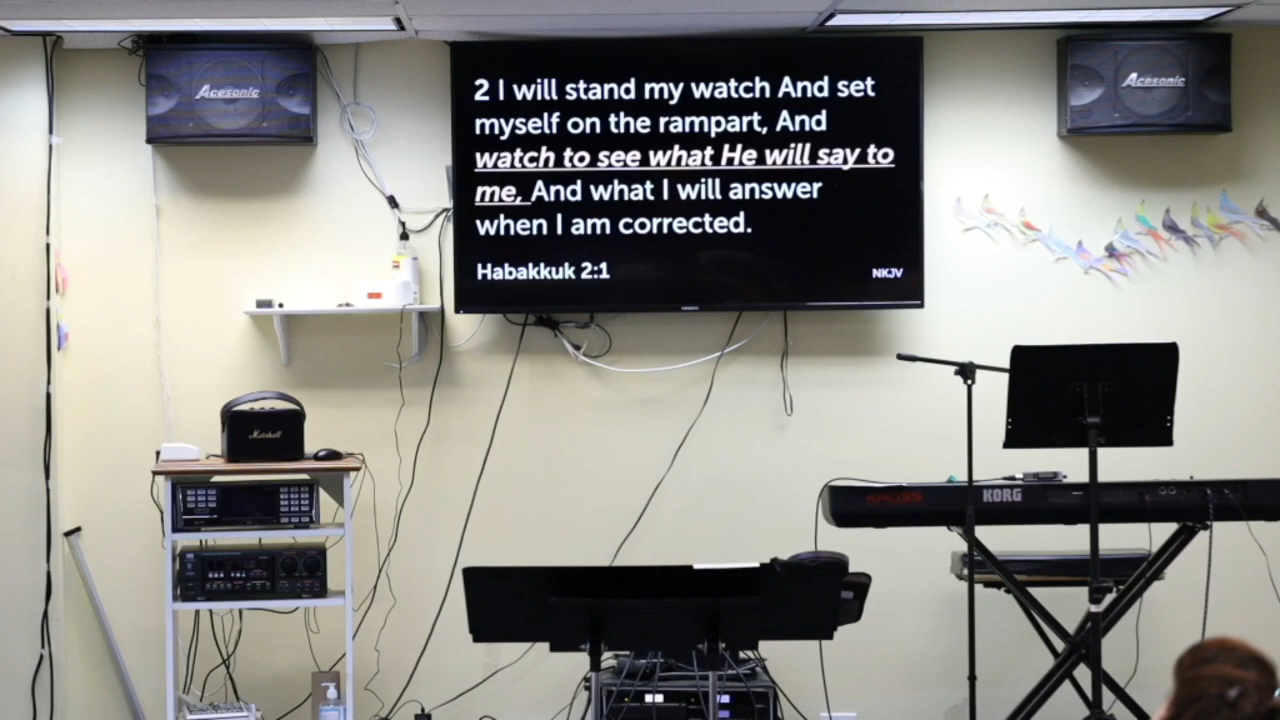 Acesonic
Acesonic
2 I will stand my watch And set
myself on the rampart, And
watch to see what He will say to
me, And what I will answer
when I am corrected.
Habakkuk 2:1
NKJV
Marshall
KROSS
KORG